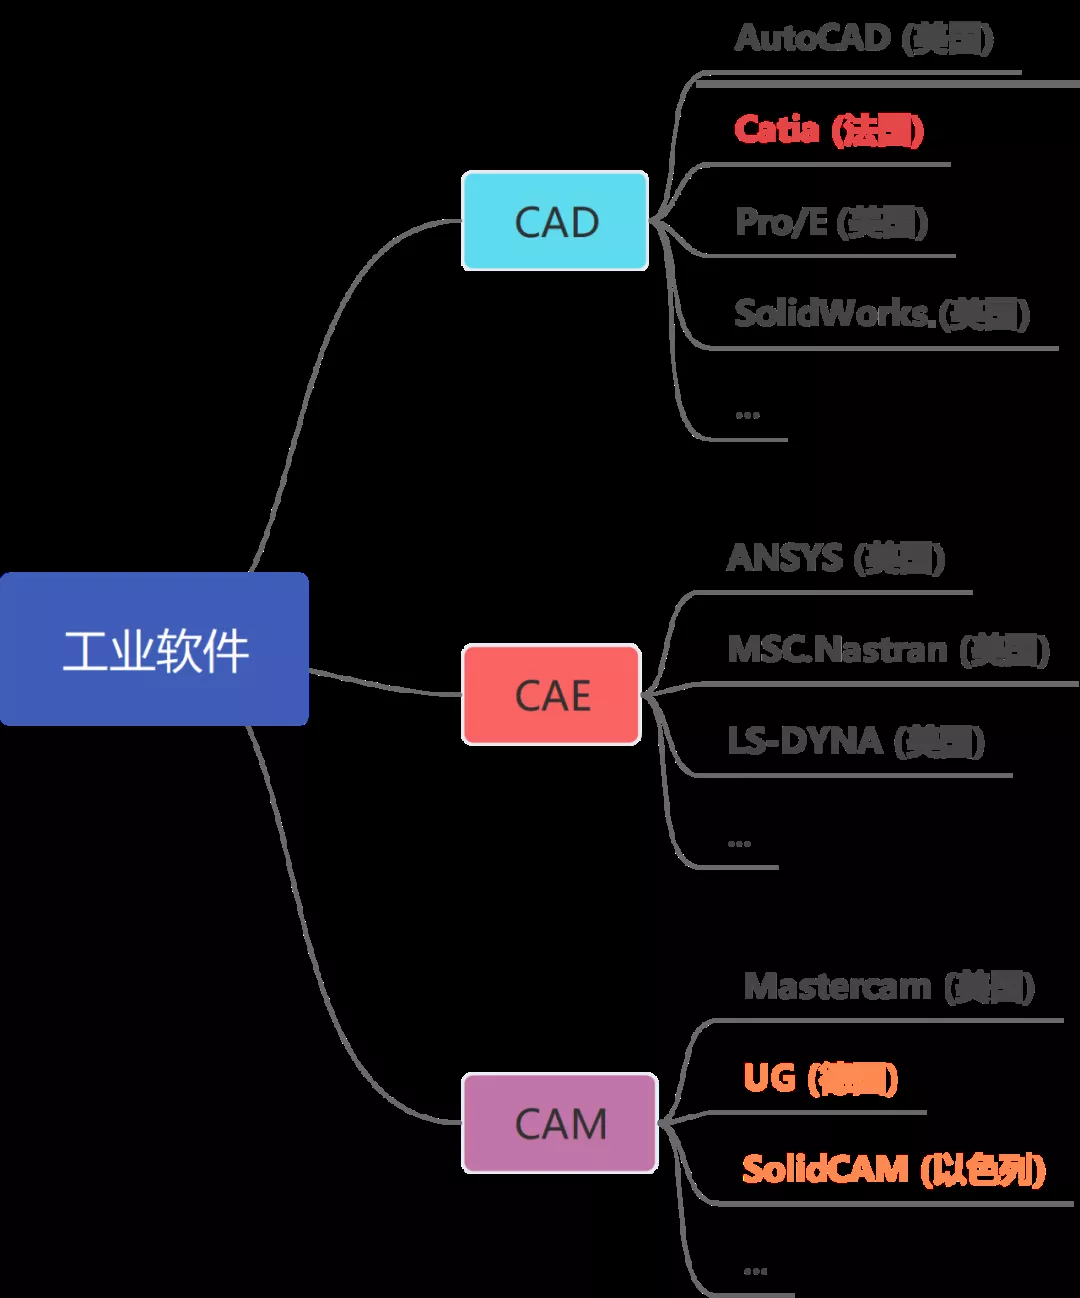 工业软件
CAD
AutoCAD (美国)
Catia (法国)
Pro/E (美国)
SolidWorks.(美国)
...
CAE
ANSYS (美国)
MSC.Nastran (美国)
LS-DYNA (美国)
...
CAM
Mastercam (美国)
UG (德国)
SolidCAM (以色列)
...